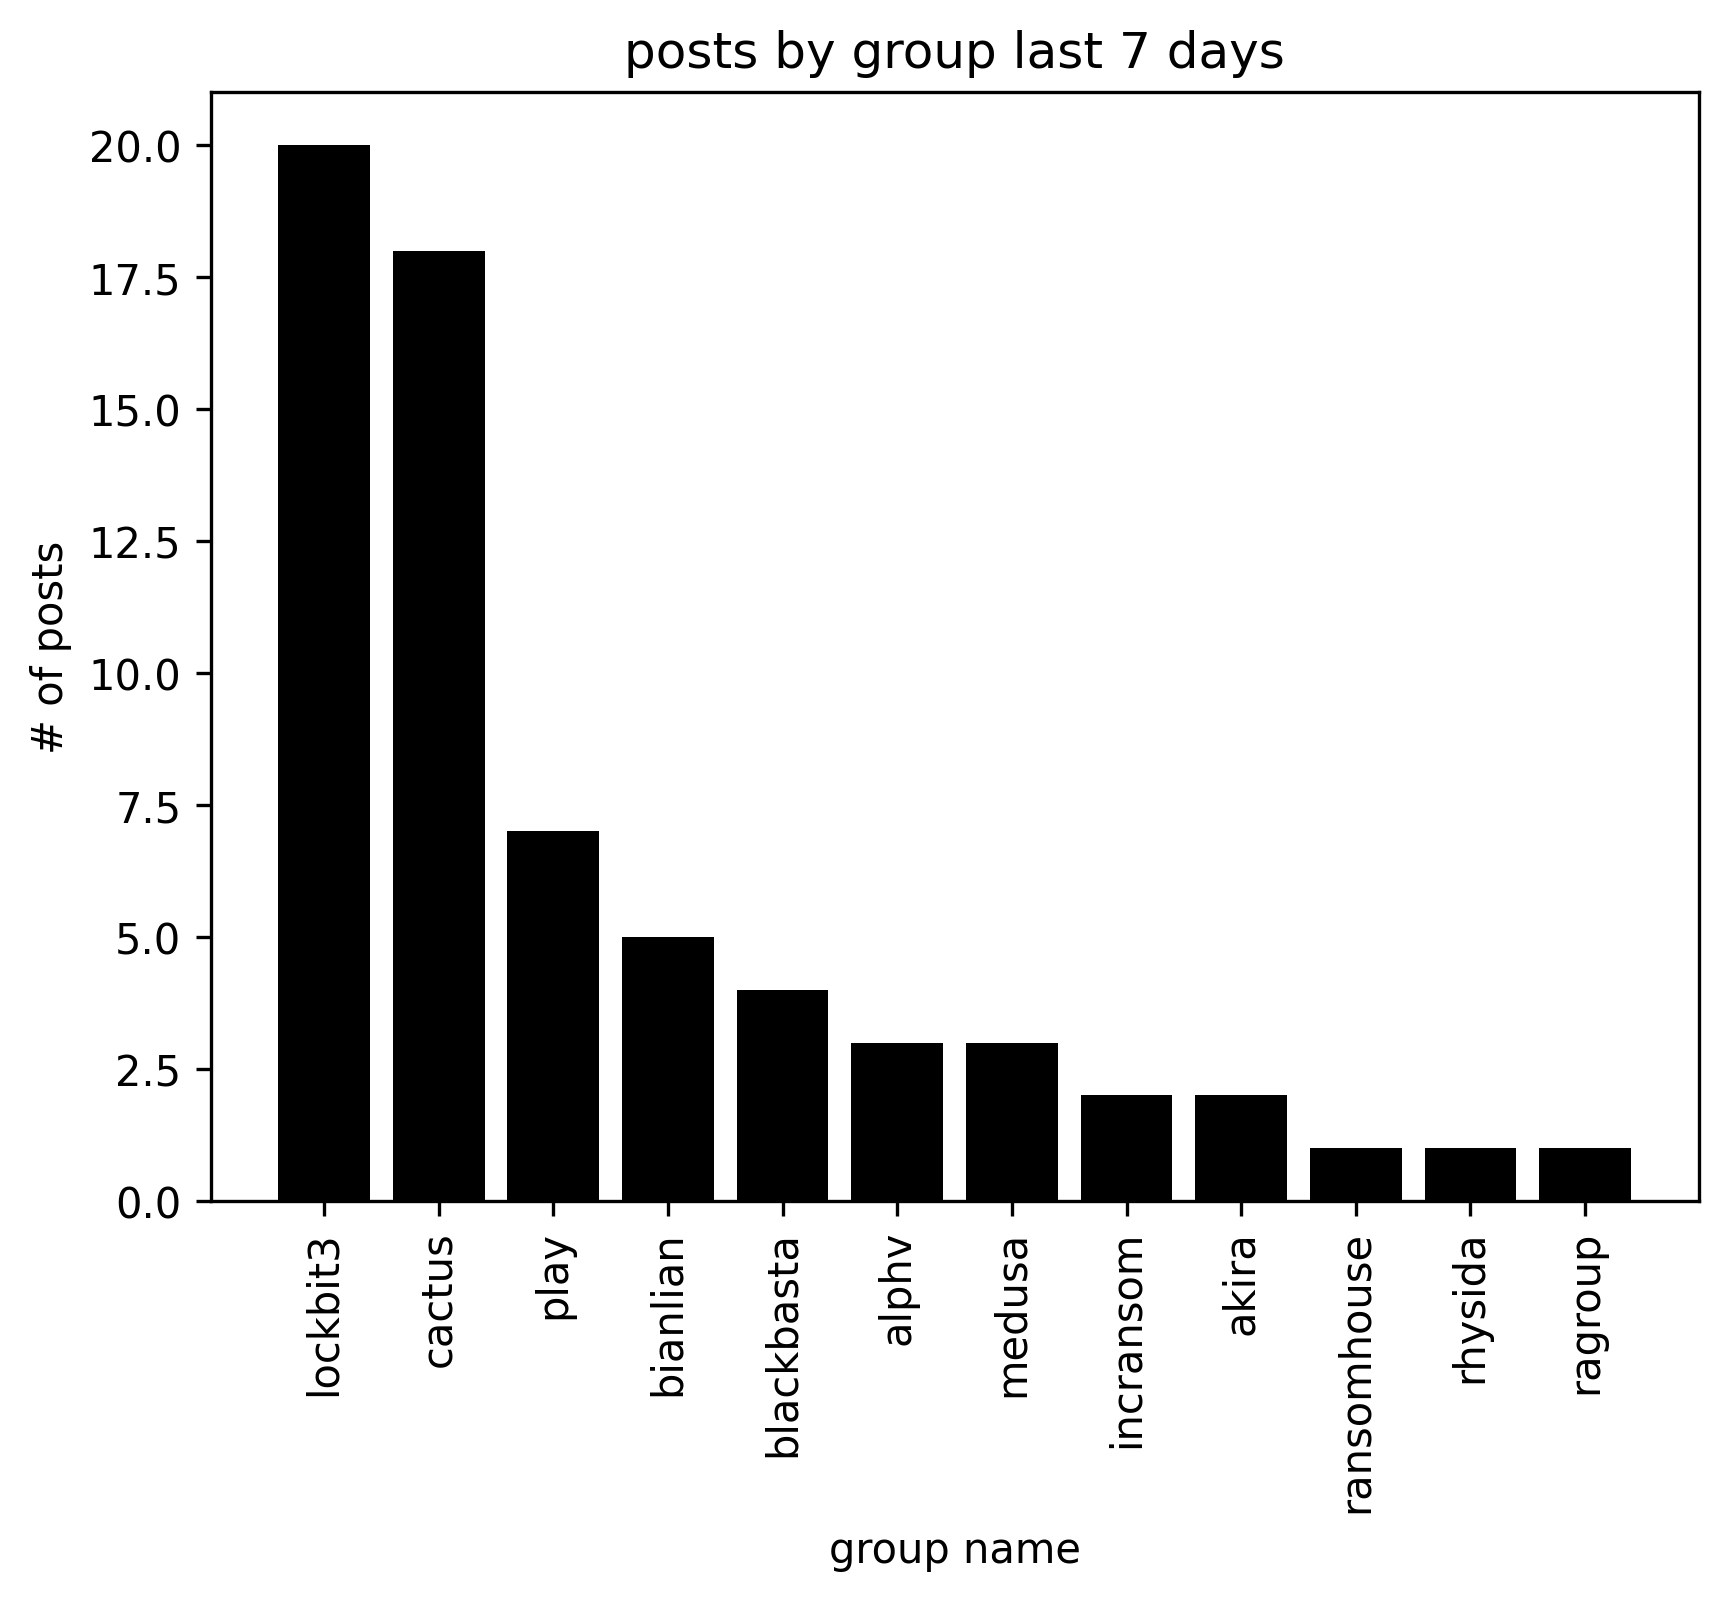 posts by group last 7 days
# of posts
20.0
17.5
15.0
12.5
10.0
7.5
5.0
2.5
0.0
lockbit3
cactus
play
bianlian
blackbasta
alphv
medusa
incransom
akira
ransomhouse
rhysida
ragroup
group name